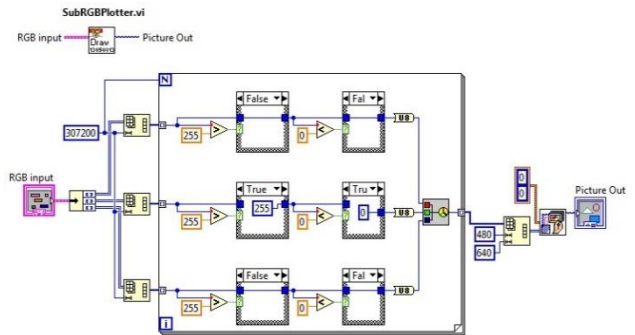 SubRGBPlotter.vi
RGB input
Draw
Picture Out
N
False
Fal
U8
255
0
307200
RGB input
True
255
Tru
0
U8
255
0
0
0
Picture Out
480
640
False
Fal
U8
255
0
i